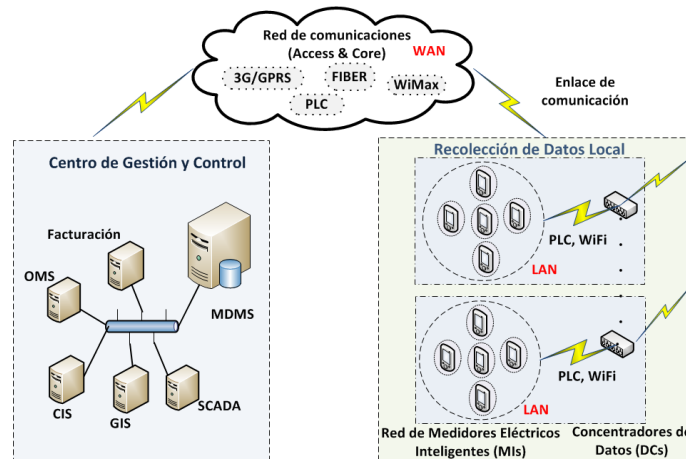 Red de comunicaciones
(Access & Core)
WAN
3G/GPRS
FIBER
WiMax
PLC
Enlace de
comunicación
Centro de Gestión y Control
Facturación
OMS
MDMS
CIS
GIS
SCADA
Recolección de Datos Local
PLC, WiFi
LAN
PLC, WiFi
LAN
Red de Medidores Eléctricos
Inteligentes (MIs)
Concentradores de
Datos (DCs)